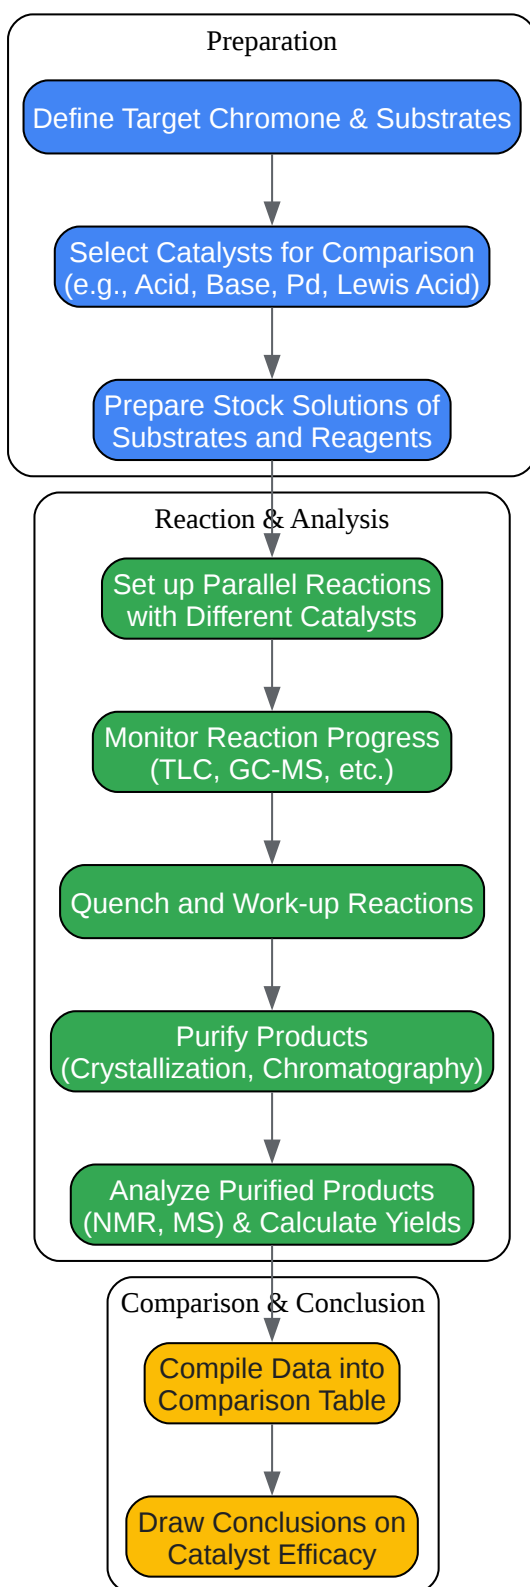 Preparation
Define Target Chromone & Substrates
Select Catalysts for Comparison
(e.g., Acid, Base, Pd, Lewis Acid)
Prepare Stock Solutions of
Substrates and Reagents
Reaction & Analysis
Set up Parallel Reactions
with Different Catalysts
Monitor Reaction Progress
(TLC, GC-MS, etc.)
Quench and Work-up Reactions
Purify Products
(Crystallization, Chromatography)
Analyze Purified Products
(NMR, MS) & Calculate Yields
Comparison & Conclusion
Compile Data into
Comparison Table
Draw Conclusions on
Catalyst Efficacy